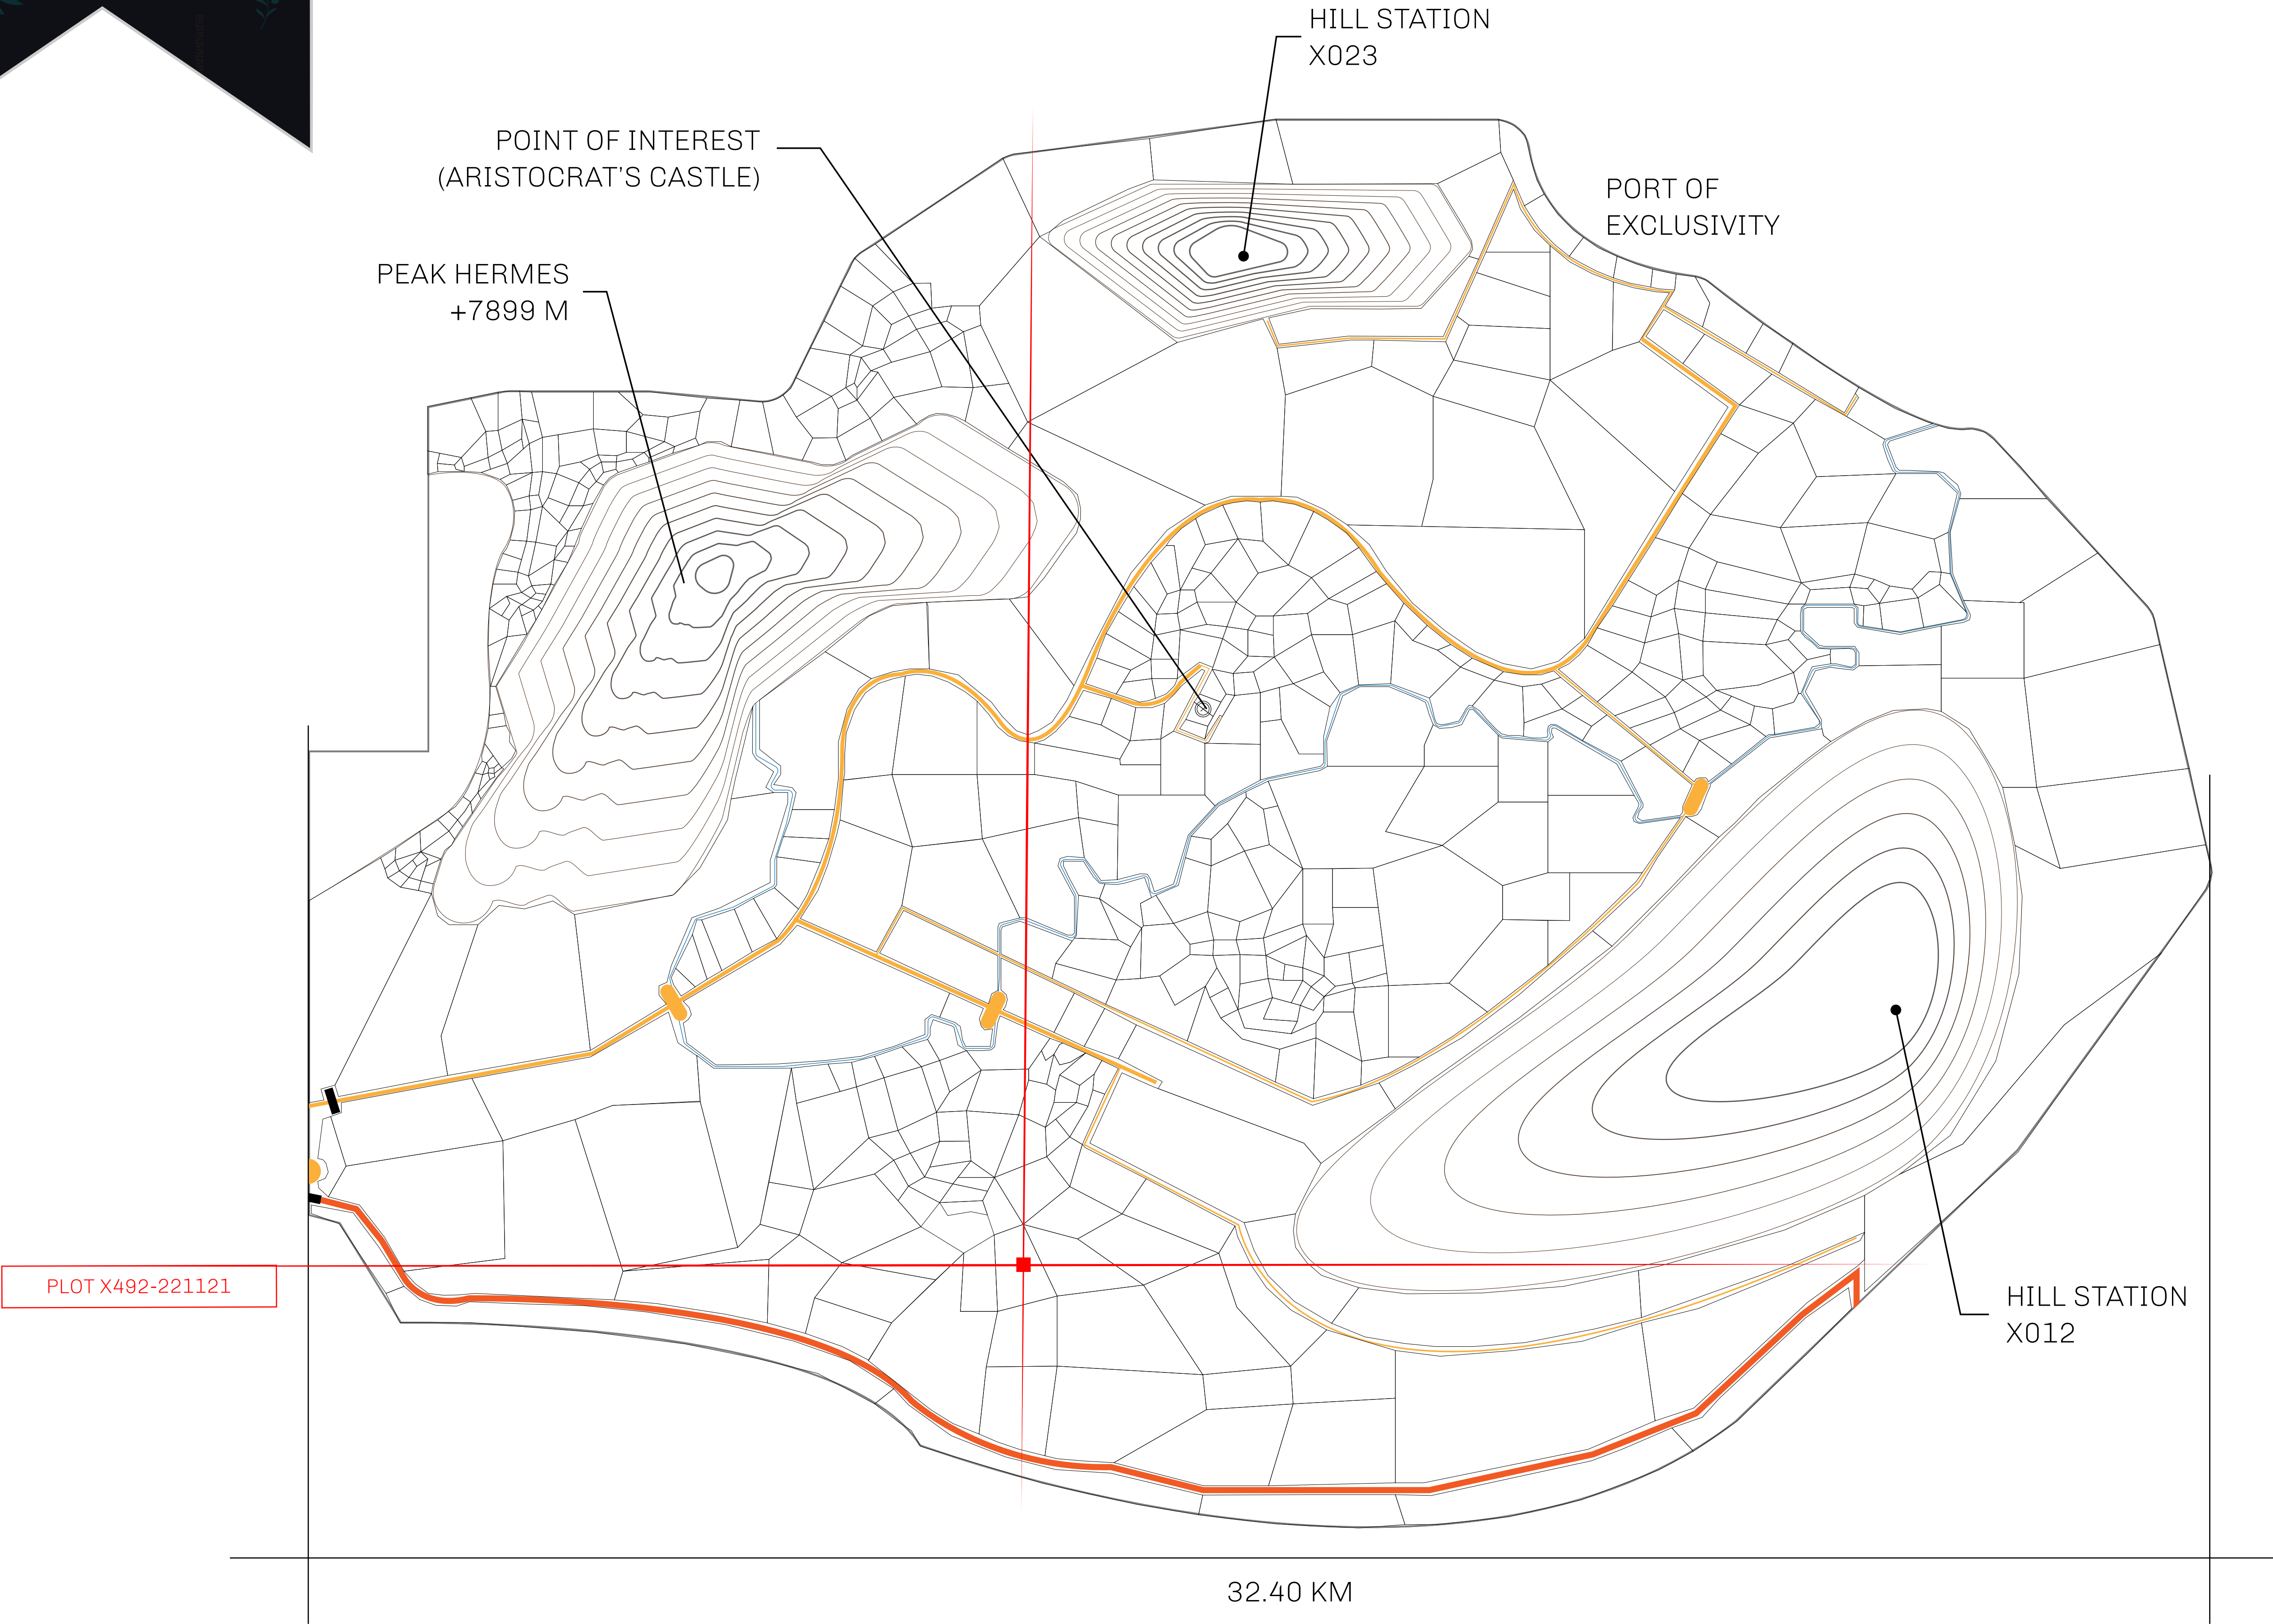 HILL STATION
X023
POINT OF INTEREST
(ARISTOCRAT'S CASTLE)
PORT OF
EXCLUSIVITY
PEAK HERMES
+7899 M
PLOT X492-221121
HILL STATION
X012
32.40 KM